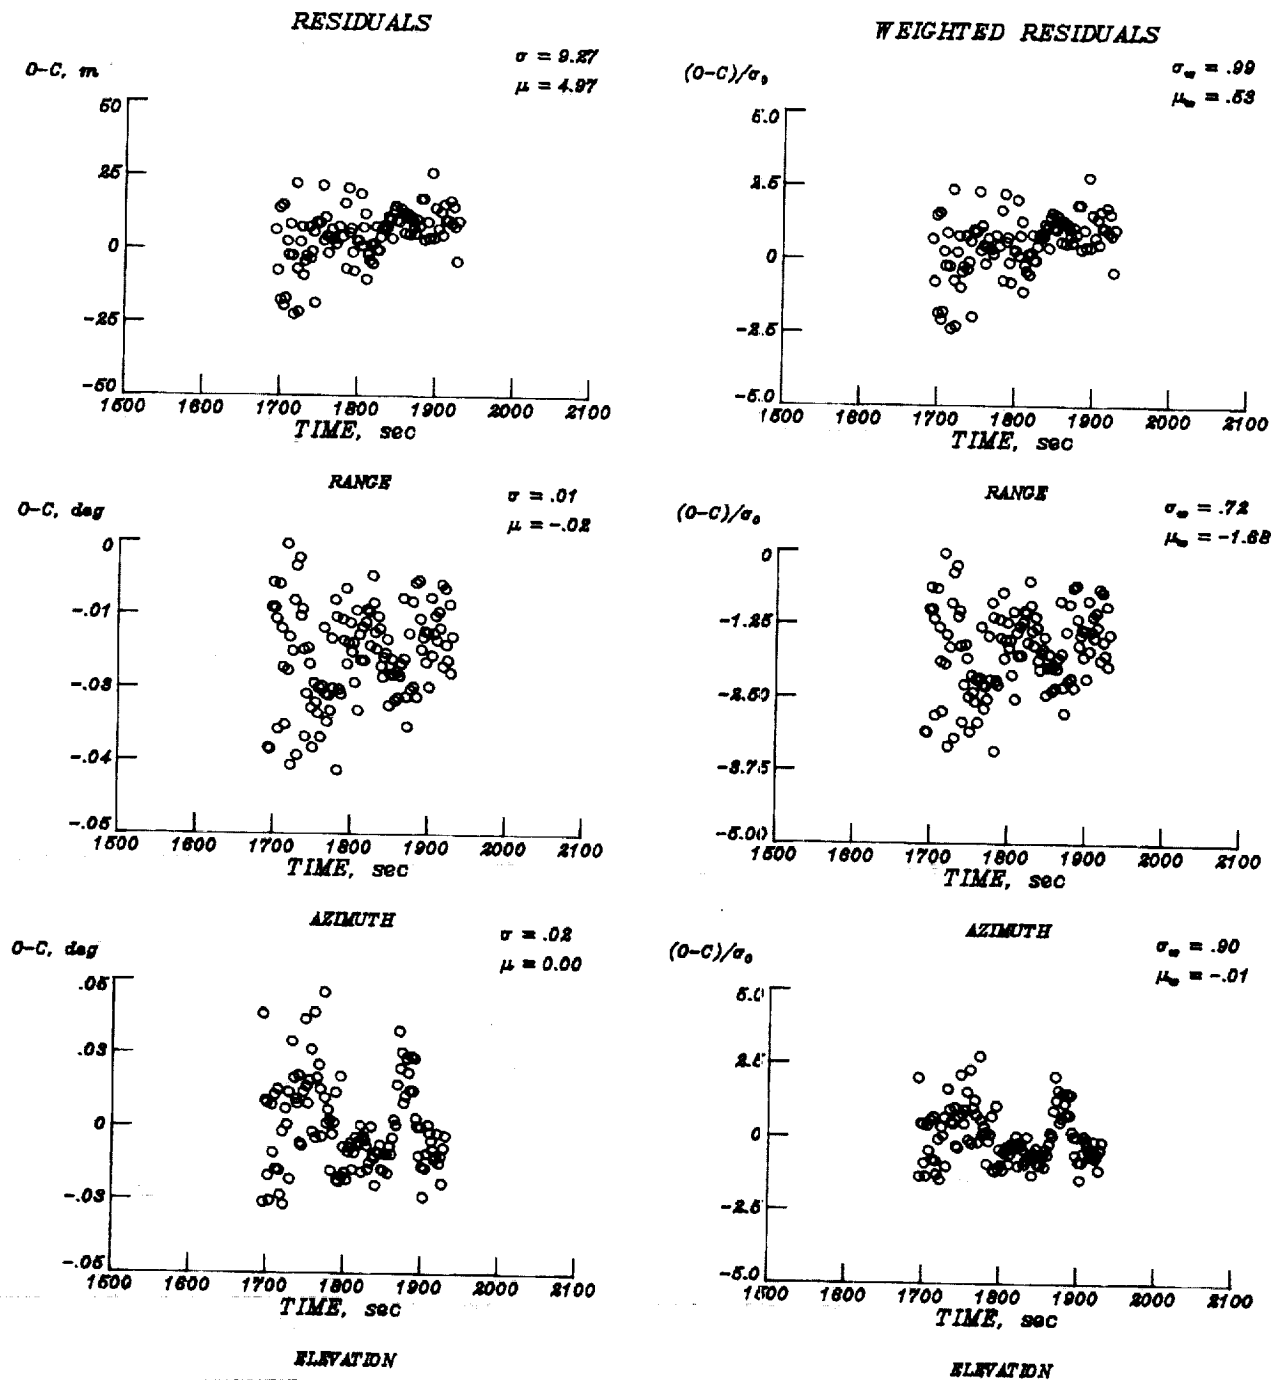 RESIDUALS
O-C, m
σ = 9.27
μ = 4.97
50
25
0
-25
-50
1500 1600 1700 1800 1900 2000 2100
TIME, sec
RANGE
WEIGHTED RESIDUALS
(O-C)/σ₀
σw = .99
μw = .53
5.0
2.5
0
-2.5
-5.0
1500 1600 1700 1800 1900 2000 2100
TIME, sec
RANGE
O-C, deg
σ = .01
μ = -.02
0
-.01
-.03
-.04
-.05
1500 1600 1700 1800 1900 2000 2100
TIME, sec
AZIMUTH
(O-C)/σ₀
σw = .72
μw = -1.68
0
-1.25
-2.50
-3.75
-5.00
1500 1600 1700 1800 1900 2000 2100
TIME, sec
AZIMUTH
O-C, deg
σ = .02
μ = 0.00
.05
.03
0
-.03
-.05
1500 1600 1700 1800 1900 2000 2100
TIME, sec
ELEVATION
(O-C)/σ₀
σw = .90
μw = -.01
5.0
2.5
0
-2.5
-5.0
1500 1600 1700 1800 1900 2000 2100
TIME, sec
ELEVATION